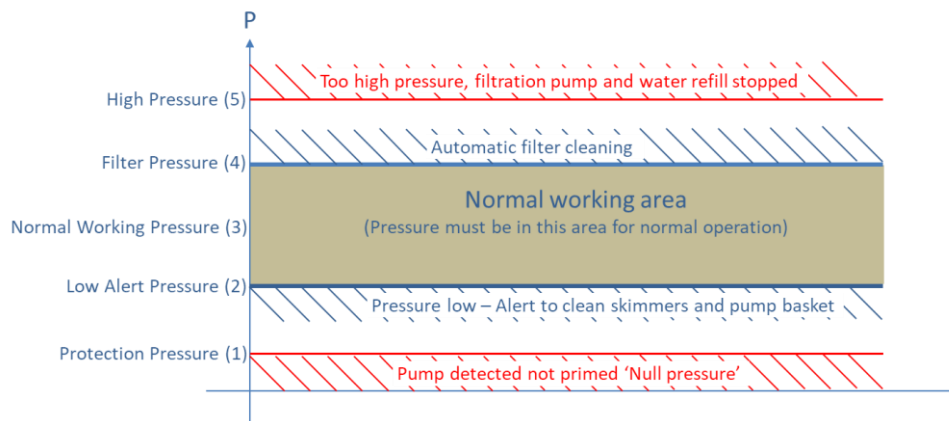 P
Too high pressure, filtration pump and water refill stopped
High Pressure (5)
Automatic filter cleaning
Filter Pressure (4)
Normal working area
Normal Working Pressure (3)
(Pressure must be in this area for normal operation)
Low Alert Pressure (2)
Pressure low – Alert to clean skimmers and pump basket
Protection Pressure (1)
Pump detected not primed ‘Null pressure’